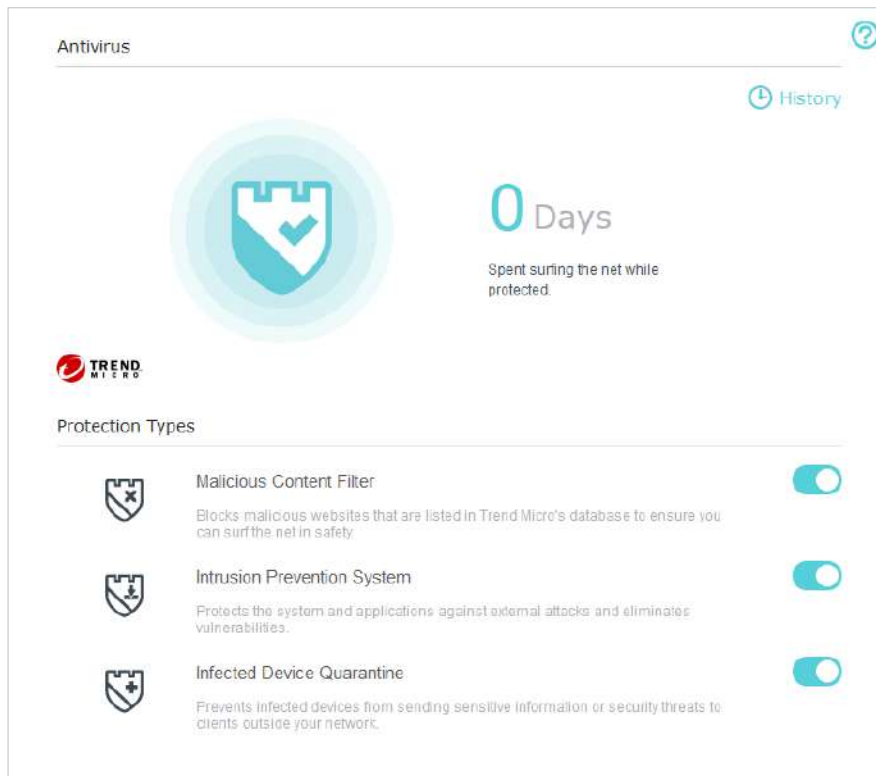 Antivirus
?
History
0 Days
Spent surfing the net while
protected.
TREND
MICRO
Protection Types
Malicious Content Filter
Blocks malicious websites that are listed in Trend Micro's database to ensure you
can surf the net in safety.
Intrusion Prevention System
Protects the system and applications against external attacks and eliminates
vulnerabilities.
Infected Device Quarantine
Prevents infected devices from sending sensitive information or security threats to
clients outside your network.